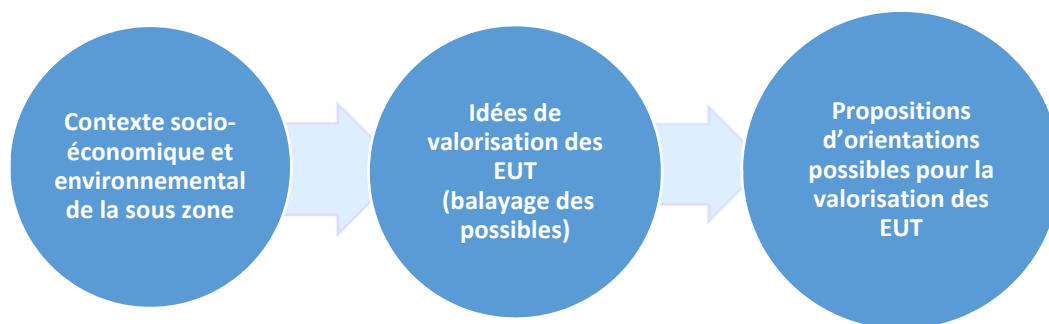 Contexte socio-
économique et
environnemental
de la sous zone
Idées de
valorisation des
EUT
(balayage des
possibles)
Propositions
d'orientations
possibles pour la
valorisation des
EUT